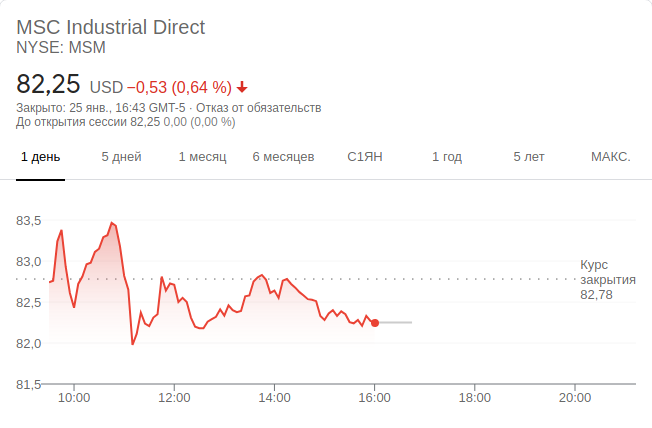 MSC Industrial Direct
NYSE: MSM
82,25 USD −0,53 (0,64 %)
Закрыто: 25 янв., 16:43 GMT-5 · Отказ от обязательств
До открытия сессии 82,25 0,00 (0,00 %)
1 день 5 дней 1 месяц 6 месяцев С1ЯН 1 год 5 лет МАКС.
83,5
83,0
82,5
82,0
81,5
Курс
закрытия
82,78
10:00 12:00 14:00 16:00 18:00 20:00